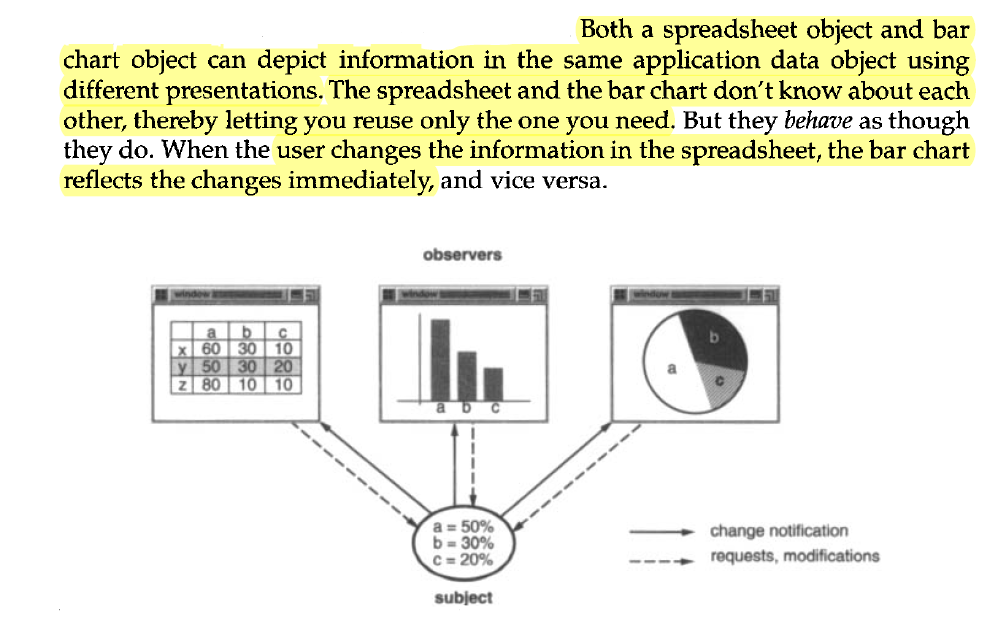 Both a spreadsheet object and bar
chart object can depict information in the same application data object using
different presentations. The spreadsheet and the bar chart don't know about each
other, thereby letting you reuse only the one you need. But they behave as though
they do. When the user changes the information in the spreadsheet, the bar chart
reflects the changes immediately, and vice versa.
observers
window
window
window
a b c
x 60 30 10
y 50 30 20
z 80 10 10
a b c
a
b
c
a = 50%
b = 30%
c = 20%
subject
change notification
requests, modifications